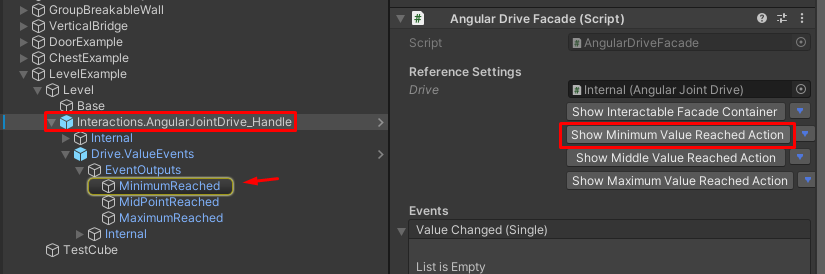 GroupBreakableWall
VerticalBridge
DoorExample
ChestExample
LevelExample
Level
Base
Interactions.AngularJointDrive_Handle
Internal
Drive.ValueEvents
EventOutputs
MinimumReached
MidPointReached
MaximumReached
Internal
TestCube
# Angular Drive Facade (Script)
Script # AngularDriveFacade
Reference Settings
Drive # Internal (Angular Joint Drive)
Show Interactable Facade Container
Show Minimum Value Reached Action
Show Middle Value Reached Action
Show Maximum Value Reached Action
Events
Value Changed (Single)
List is Empty